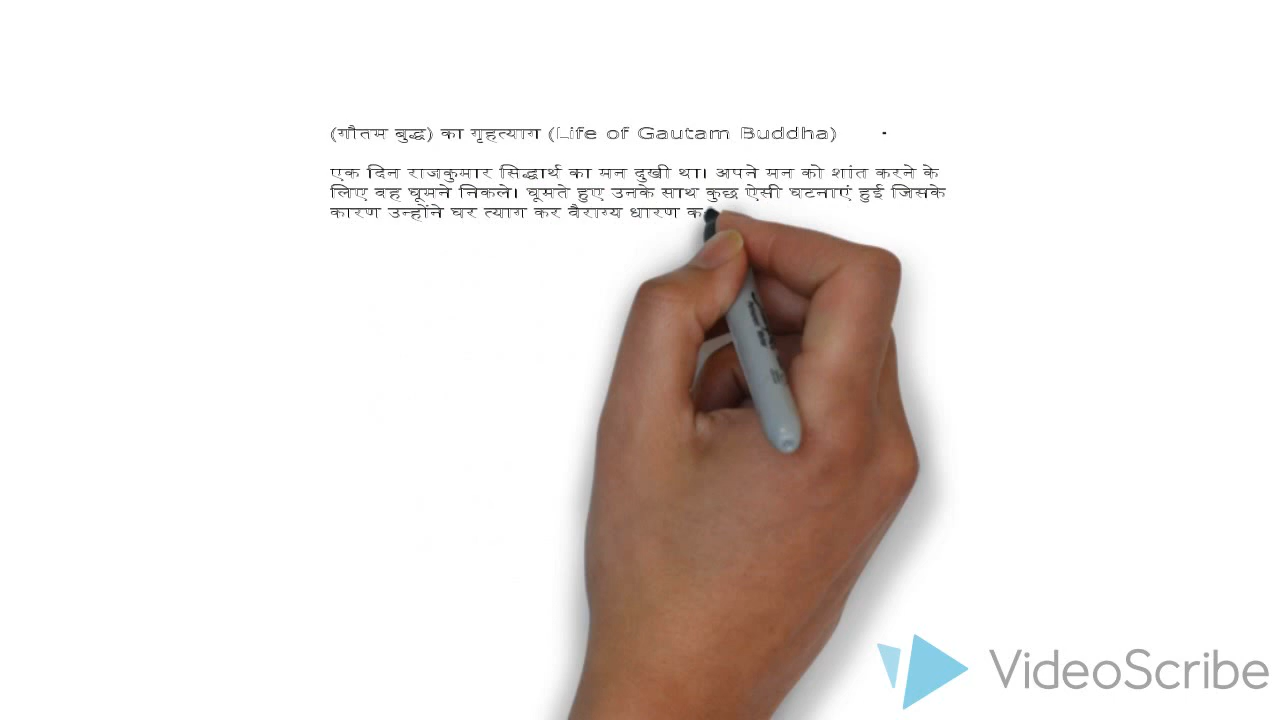 (गौतम बुद्ध) का गृहत्याग (Life of Gautam Buddha)
एक दिन राजकुमार सिद्धार्थ का मन दुखी था। अपने मन को शांत करने के
लिए वह घूमने निकले। घूमते हुए उनके साथ कुछ ऐसी घटनाएं हुई जिसके
कारण उन्होंने घर त्याग कर वैराग्य धारण क
VideoScribe